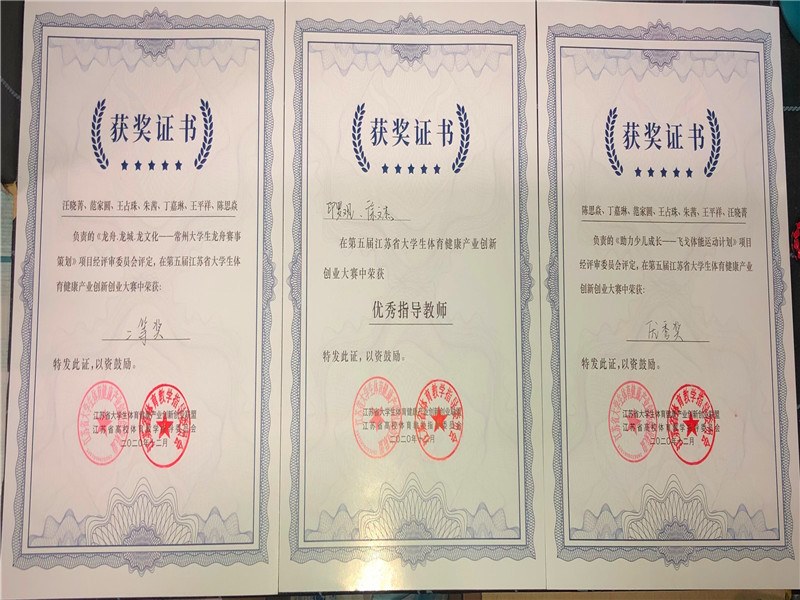 获奖证书
汪晓菁、范家圆、王占珠、朱茜、丁嘉琳、王平祥、陈思焱
负责的《龙舟.龙城.龙文化——常州大学生龙舟赛事
策划》项目经评审委员会评定，在第五届江苏省大学生体
育健康产业创新创业大赛中荣获：
二等奖
特发此证，以资鼓励。
江苏省大学生体育健康产业创新创业联盟
江苏省高校体育教学指导委员会
二〇二〇年十二月
获奖证书
在第五届江苏省大学生体育健康产业创新
创业大赛中荣获
优秀指导教师
特发此证，以资鼓励。
江苏省大学生体育健康产业创新创业联盟
江苏省高校体育教学指导委员会
二〇二〇年十二月
获奖证书
陈思焱、丁嘉琳、范家圆、王占珠、朱茜、王平祥、汪晓菁
负责的《助力少儿成长——飞戈体能运动计划》项目
经评审委员会评定，在第五届江苏省大学生体育健康产业
创新创业大赛中荣获：
优秀奖
特发此证，以资鼓励。
江苏省大学生体育健康产业创新创业联盟
江苏省高校体育教学指导委员会
二〇二〇年十二月